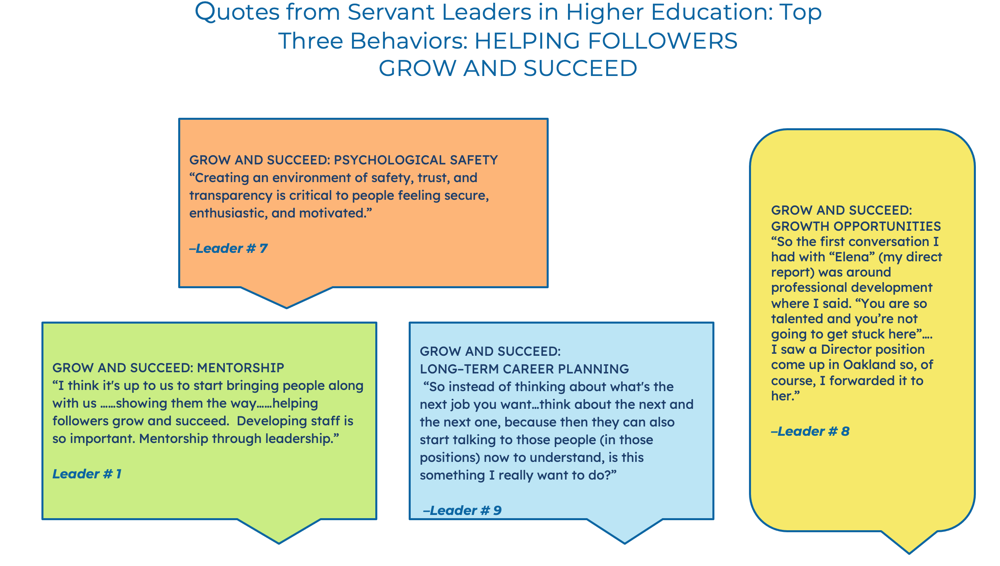 Quotes from Servant Leaders in Higher Education: Top
Three Behaviors: HELPING FOLLOWERS
GROW AND SUCCEED
GROW AND SUCCEED: PSYCHOLOGICAL SAFETY
“Creating an environment of safety, trust, and
transparency is critical to people feeling secure,
enthusiastic, and motivated.”
–Leader # 7
GROW AND SUCCEED: MENTORSHIP
“I think it's up to us to start bringing people along
with us ……showing them the way……helping
followers grow and succeed.  Developing staff is
so important. Mentorship through leadership.”
Leader # 1
GROW AND SUCCEED:
LONG–TERM CAREER PLANNING
“So instead of thinking about what's the
next job you want…think about the next and
the next one, because then they can also
start talking to those people (in those
positions) now to understand, is this
something I really want to do?”
–Leader # 9
GROW AND SUCCEED:
GROWTH OPPORTUNITIES
“So the first conversation I
had with “Elena” (my direct
report) was around
professional development
where I said. “You are so
talented and you’re not
going to get stuck here”….
I saw a Director position
come up in Oakland so, of
course, I forwarded it to
her.”
–Leader # 8